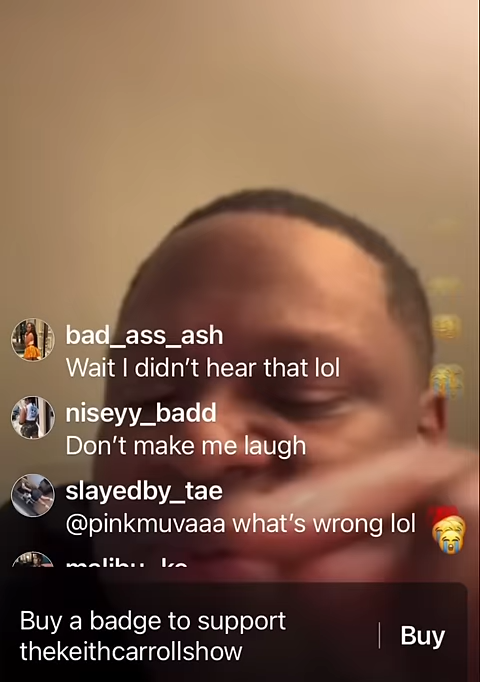 bad_ass_ash
Wait I didn't hear that lol
niseyy_badd
Don't make me laugh
slayedby_tae
@pinkmuvaaa what's wrong lol
Buy a badge to support
thekeithcarrollshow
Buy